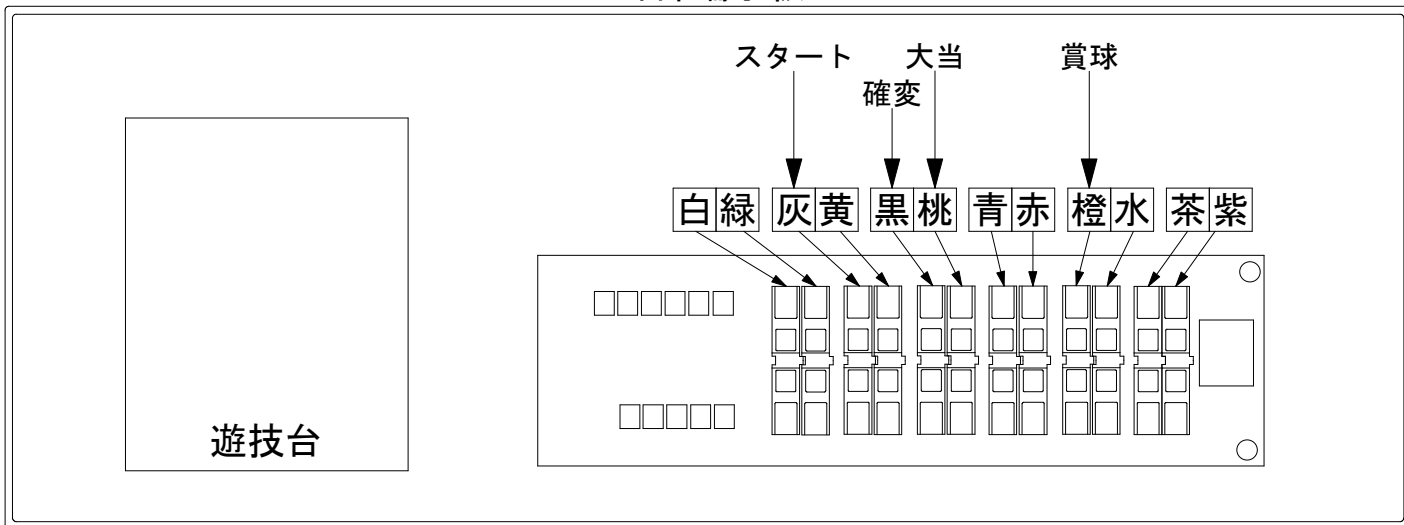 スタート 大当 賞球
確変
白緑 灰黄 黒桃 青赤 橙水 茶紫
遊技台